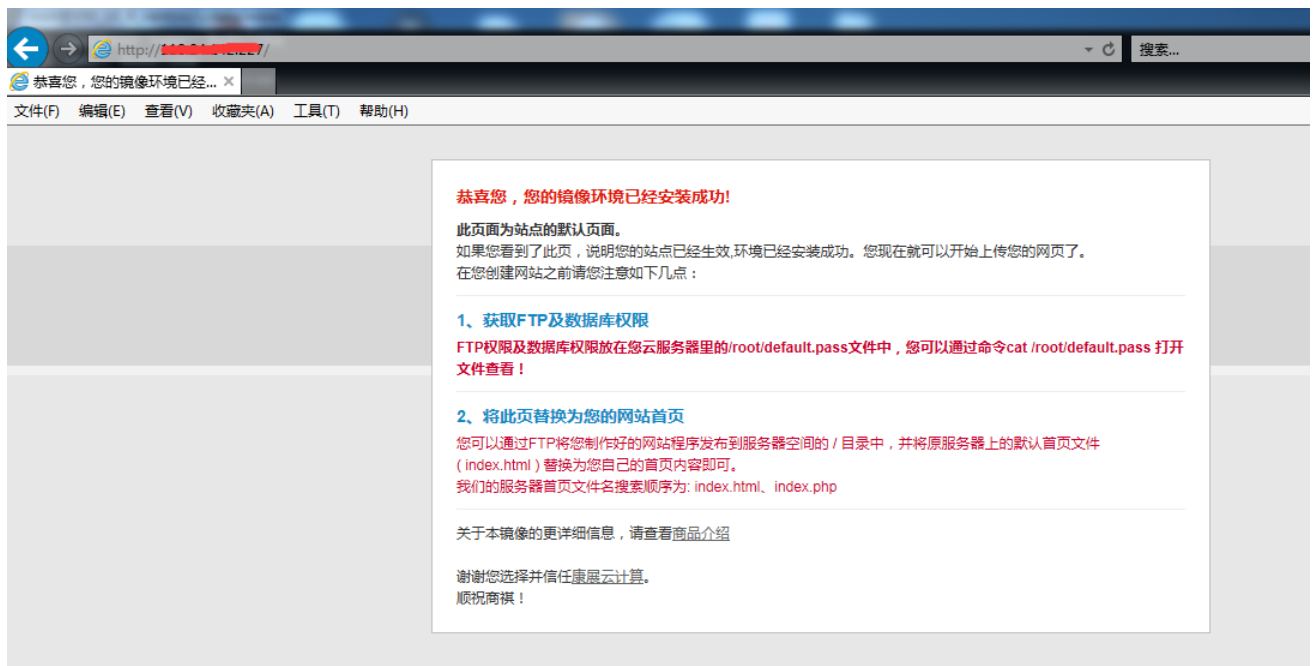 http://
搜索...
恭喜您，您的镜像环境已经... ×
文件(F) 编辑(E) 查看(V) 收藏夹(A) 工具(T) 帮助(H)
恭喜您，您的镜像环境已经安装成功!
此页面为站点的默认页面。
如果您看到了此页，说明您的站点已经生效,环境已经安装成功。您现在就可以开始上传您的网页了。
在您创建网站之前请您注意如下几点：
1、获取FTP及数据库权限
FTP权限及数据库权限放在您云服务器里的/root/default.pass文件中，您可以通过命令cat /root/default.pass 打开
文件查看！
2、将此页替换为您的网站首页
您可以通过FTP将您制作好的网站程序发布到服务器空间的 / 目录中，并将原服务器上的默认首页文件
( index.html ) 替换为您自己的首页内容即可。
我们的服务器首页文件名搜索顺序为: index.html、index.php
关于本镜像的更详细信息，请查看商品介绍
谢谢您选择并信任康展云计算。
顺祝商祺！